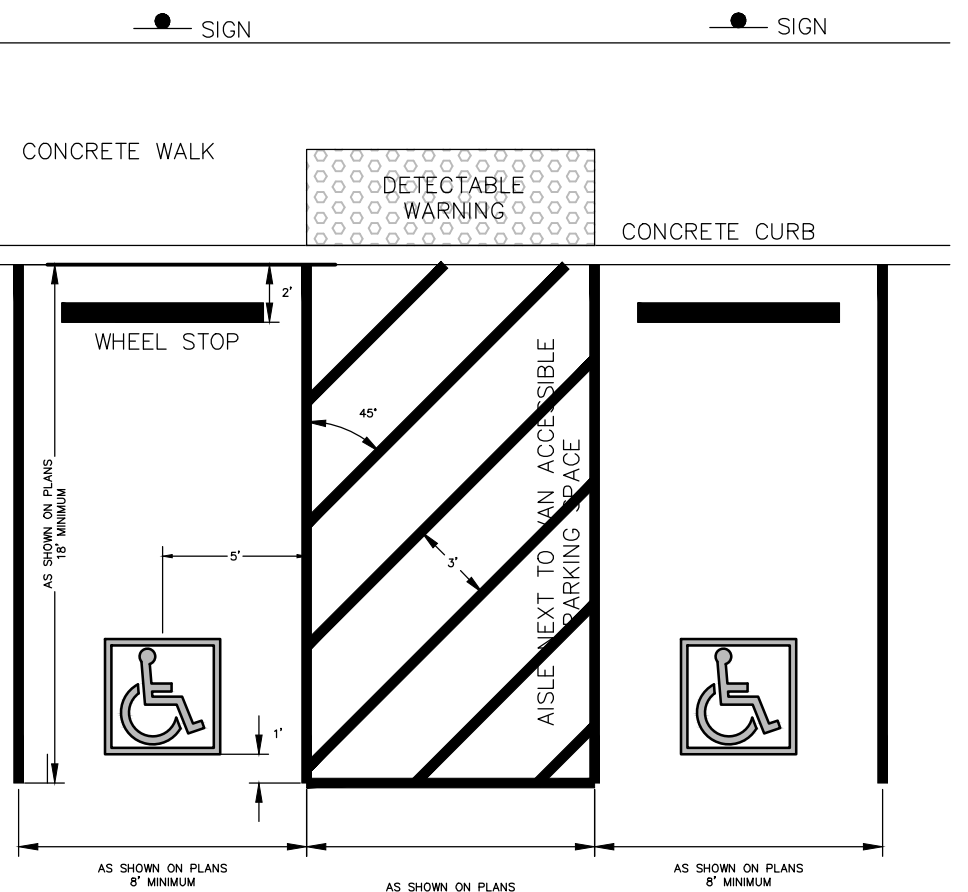 SIGN
SIGN
CONCRETE WALK
DETECTABLE
WARNING
CONCRETE CURB
2'
WHEEL STOP
45°
AISLE NEXT TO VAN ACCESSIBLE
PARKING SPACE
AS SHOWN ON PLANS
18' MINIMUM
5'
3'
1'
AS SHOWN ON PLANS
8' MINIMUM
AS SHOWN ON PLANS
AS SHOWN ON PLANS
8' MINIMUM